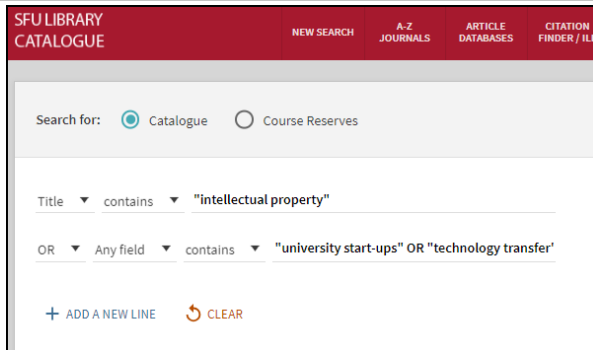 SFU LIBRARY
CATALOGUE
NEW SEARCH
A-Z
JOURNALS
ARTICLE
DATABASES
CITATION
FINDER / ILL
Search for: Catalogue Course Reserves
Title contains "intellectual property"
OR Any field contains "university start-ups" OR "technology transfer"
+ ADD A NEW LINE CLEAR